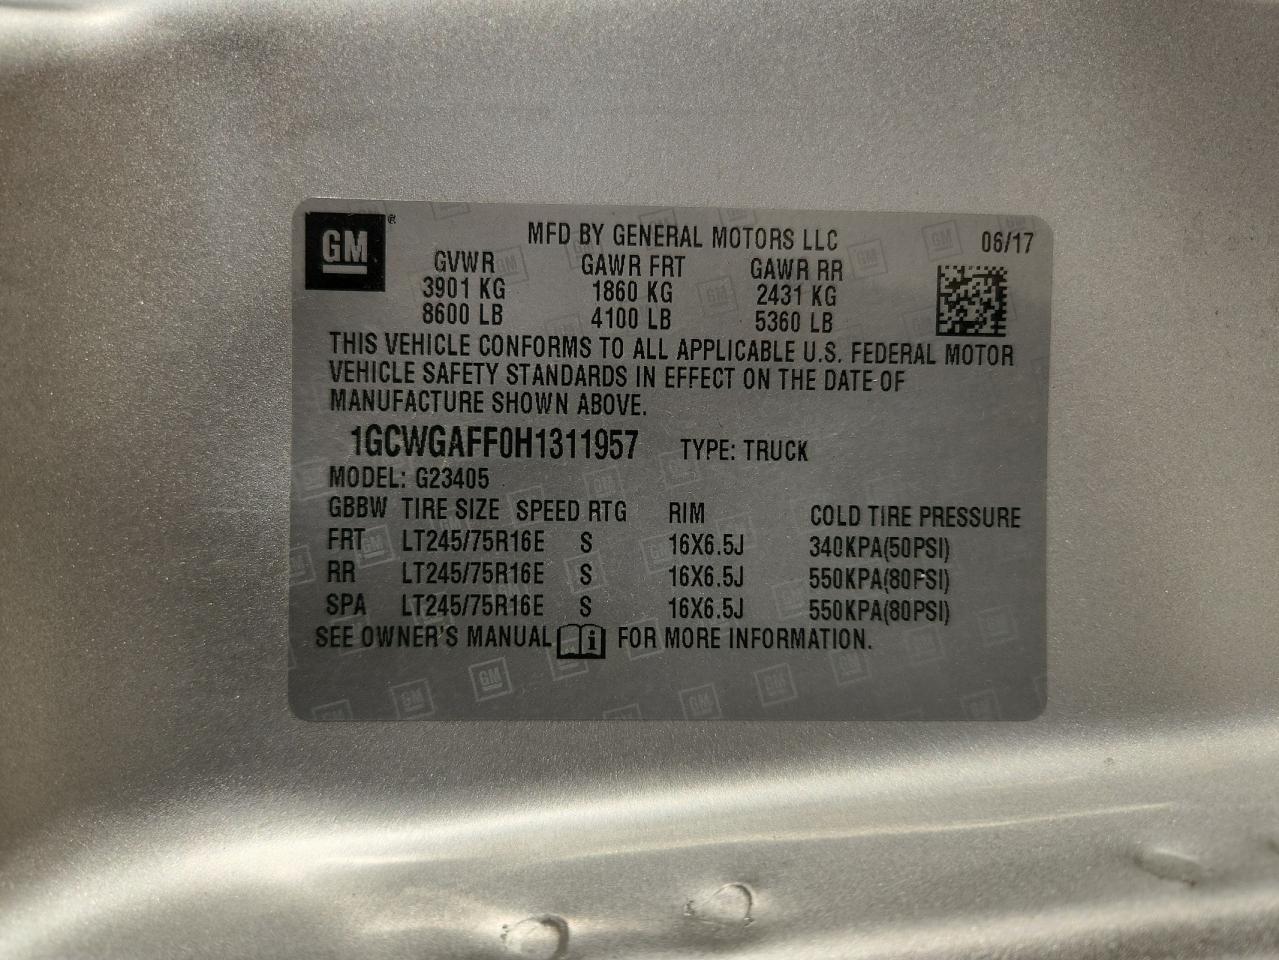 GM ®
MFD BY GENERAL MOTORS LLC 06/17
GVWR GAWR FRT GAWR RR
3901 KG 1860 KG 2431 KG
8600 LB 4100 LB 5360 LB
THIS VEHICLE CONFORMS TO ALL APPLICABLE U.S. FEDERAL MOTOR
VEHICLE SAFETY STANDARDS IN EFFECT ON THE DATE OF
MANUFACTURE SHOWN ABOVE.
1GCWGAFF0H1311957 TYPE: TRUCK
MODEL: G23405
GBBW TIRE SIZE SPEED RTG RIM COLD TIRE PRESSURE
FRT LT245/75R16E S 16X6.5J 340KPA(50PSI)
RR LT245/75R16E S 16X6.5J 550KPA(80PSI)
SPA LT245/75R16E S 16X6.5J 550KPA(80PSI)
SEE OWNER'S MANUAL i FOR MORE INFORMATION.